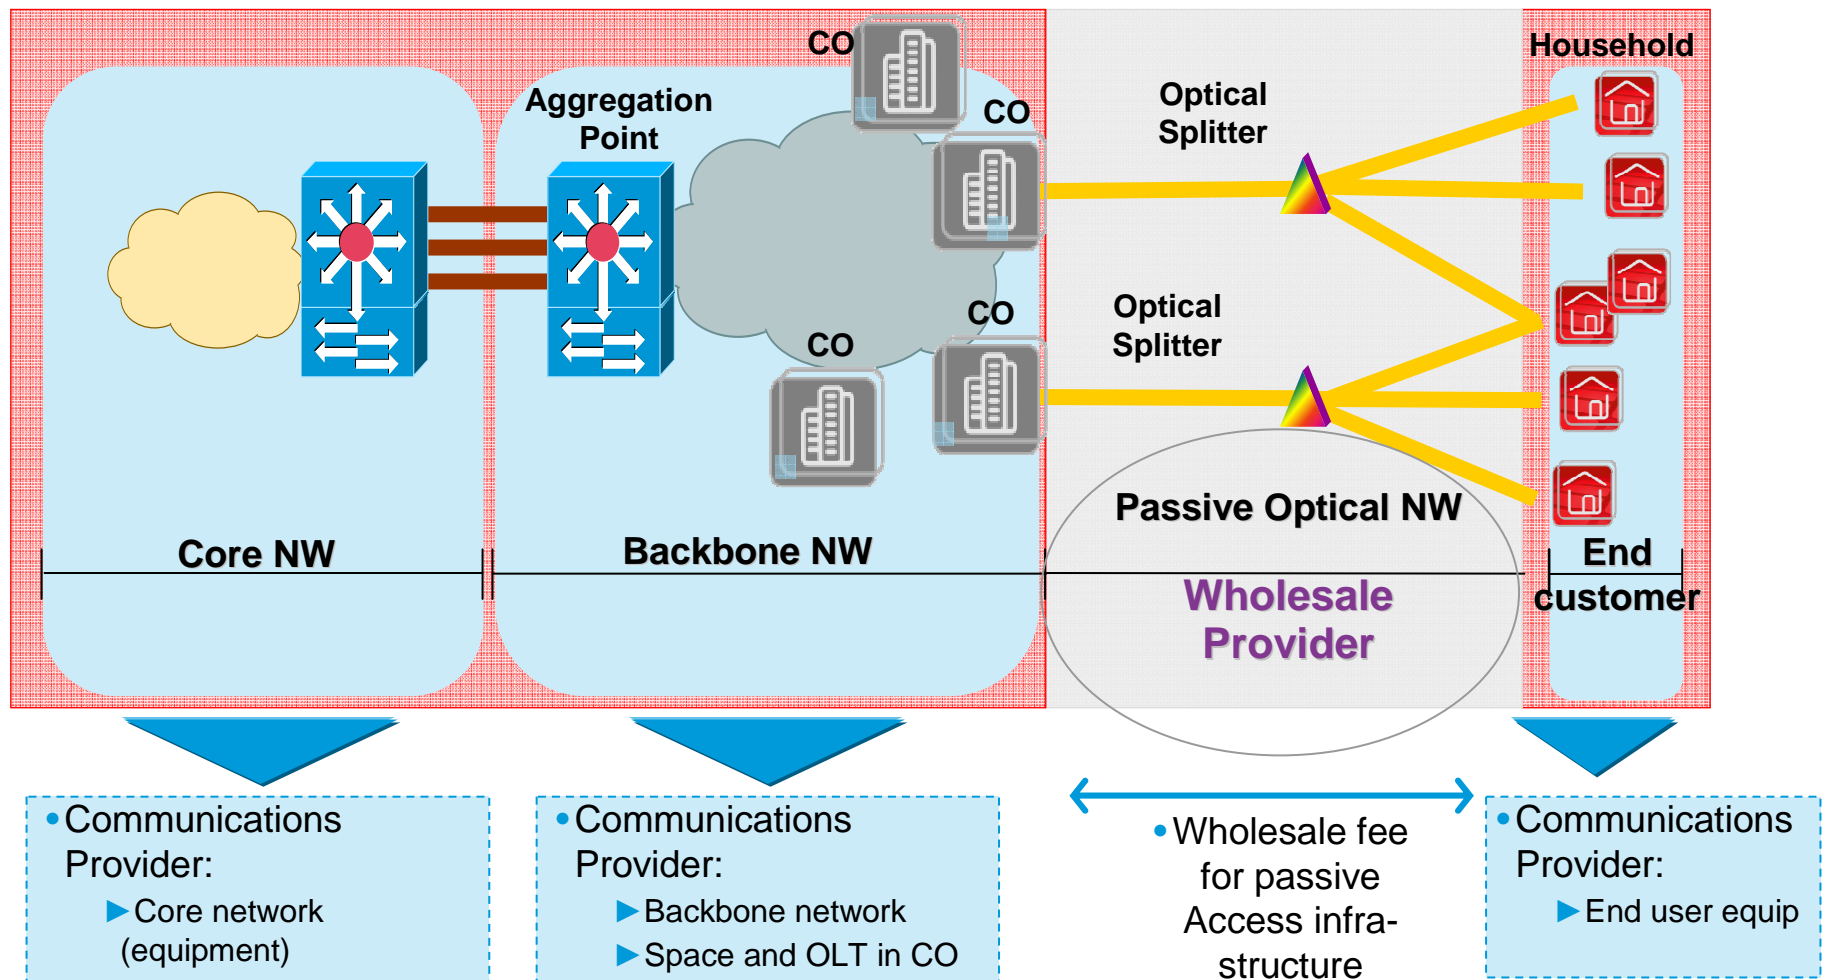 CO
Household
Aggregation
Point
Optical
Splitter
CO
Optical
Splitter
CO
CO
Core NW
Backbone NW
Passive Optical NW
End
customer
Wholesale
Provider
• Communications
Provider:
► Core network
(equipment)
• Communications
Provider:
► Backbone network
► Space and OLT in CO
• Wholesale fee
for passive
Access infra-
structure
• Communications
Provider:
► End user equip